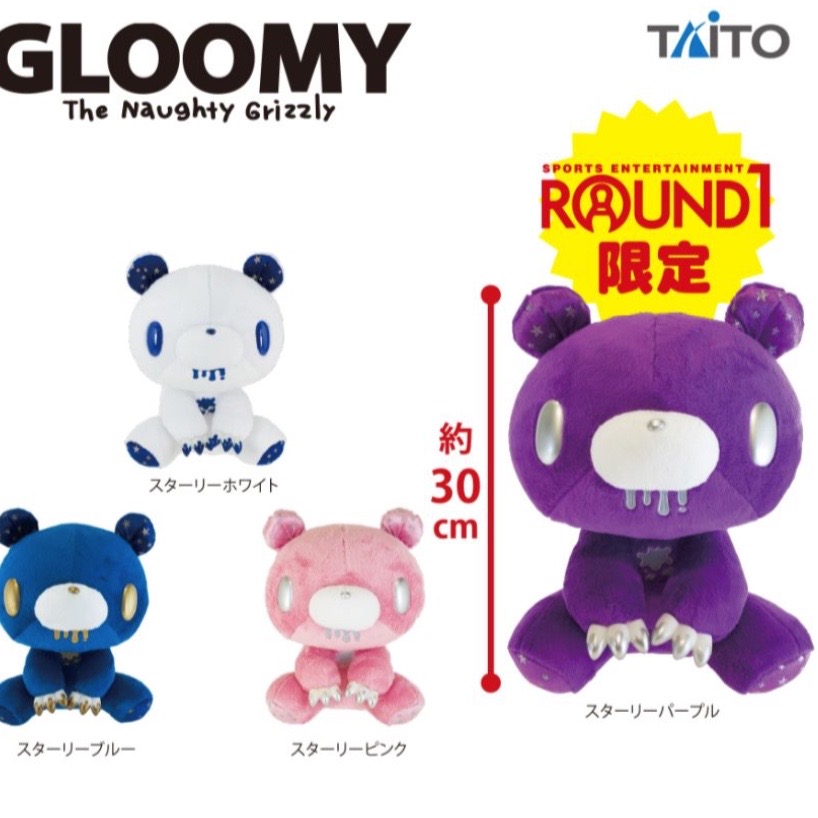 GLOOMY
The Naughty Grizzly
TAITO
SPORTS ENTERTAINMENT
ROUND1
限定
スターリーホワイト
約
30
cm
スターリーパープル
スターリーブルー
スターリーピンク